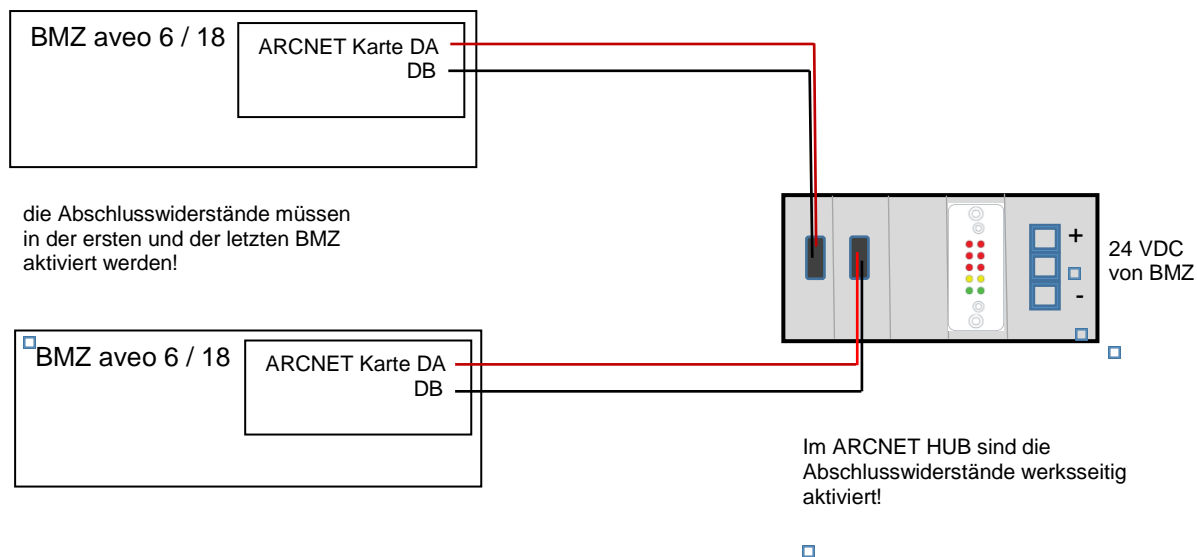 BMZ aveo 6 / 18
ARCNET Karte DA
DB
die Abschlusswiderstände müssen
in der ersten und der letzten BMZ
aktiviert werden!
+
-
24 VDC
von BMZ
BMZ aveo 6 / 18
ARCNET Karte DA
DB
Im ARCNET HUB sind die
Abschlusswiderstände werksseitig
aktiviert!